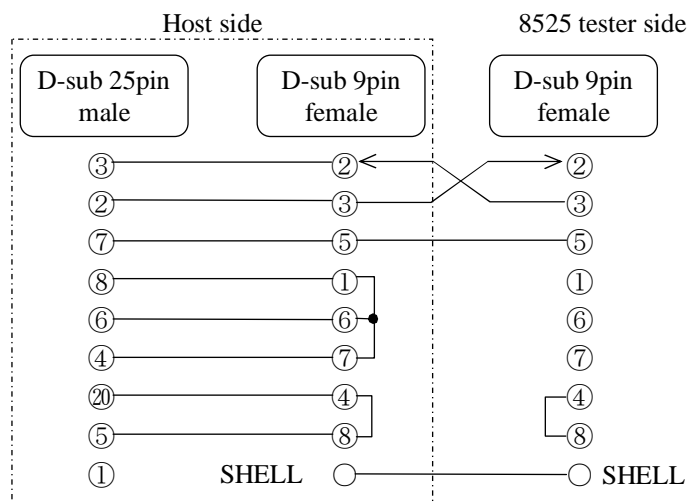 Host side 8525 tester side
D-sub 25pin male D-sub 9pin female D-sub 9pin female
③ ② ②
② ③ ③
⑦ ⑤ ⑤
⑧ ① ①
⑥ ⑥ ⑥
④ ⑦ ⑦
⑳ ④ ④
⑤ ⑧ ⑧
① SHELL SHELL